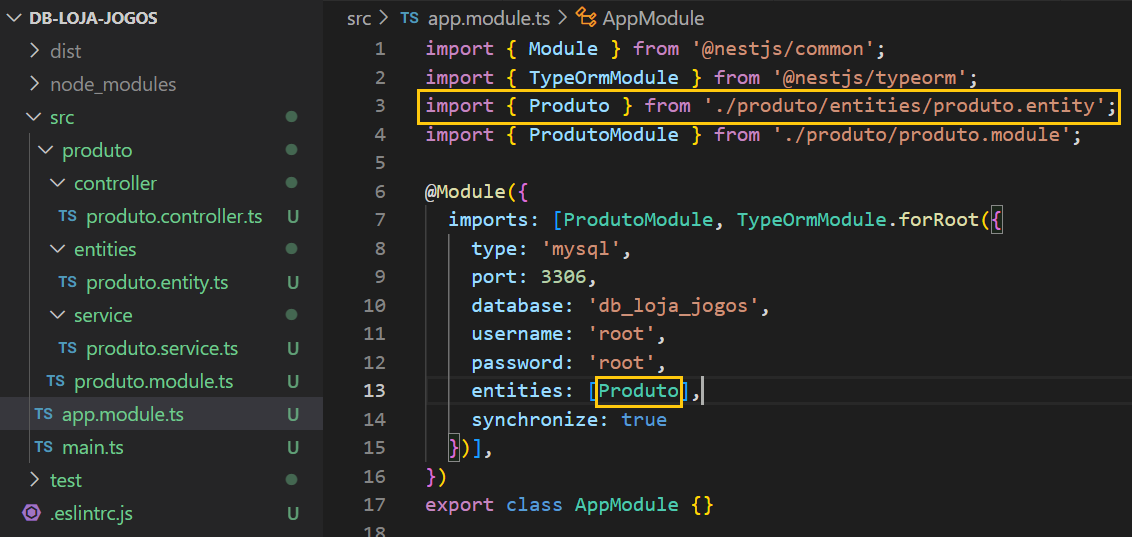 DB-LOJA-JOGOS
dist
node_modules
src
produto
controller
TS produto.controller.ts U
entities
TS produto.entity.ts U
service
TS produto.service.ts U
TS produto.module.ts U
TS app.module.ts U
TS main.ts U
test
.eslintrc.js U
src > TS app.module.ts > AppModule
1 import { Module } from '@nestjs/common';
2 import { TypeOrmModule } from '@nestjs/typeorm';
3 import { Produto } from './produto/entities/produto.entity';
4 import { ProdutoModule } from './produto/produto.module';
5
6 @Module({
7 imports: [ProdutoModule, TypeOrmModule.forRoot({
8 type: 'mysql',
9 port: 3306,
10 database: 'db_loja_jogos',
11 username: 'root',
12 password: 'root',
13 entities: [Produto],
14 synchronize: true
15 })],
16 })
17 export class AppModule {}
18